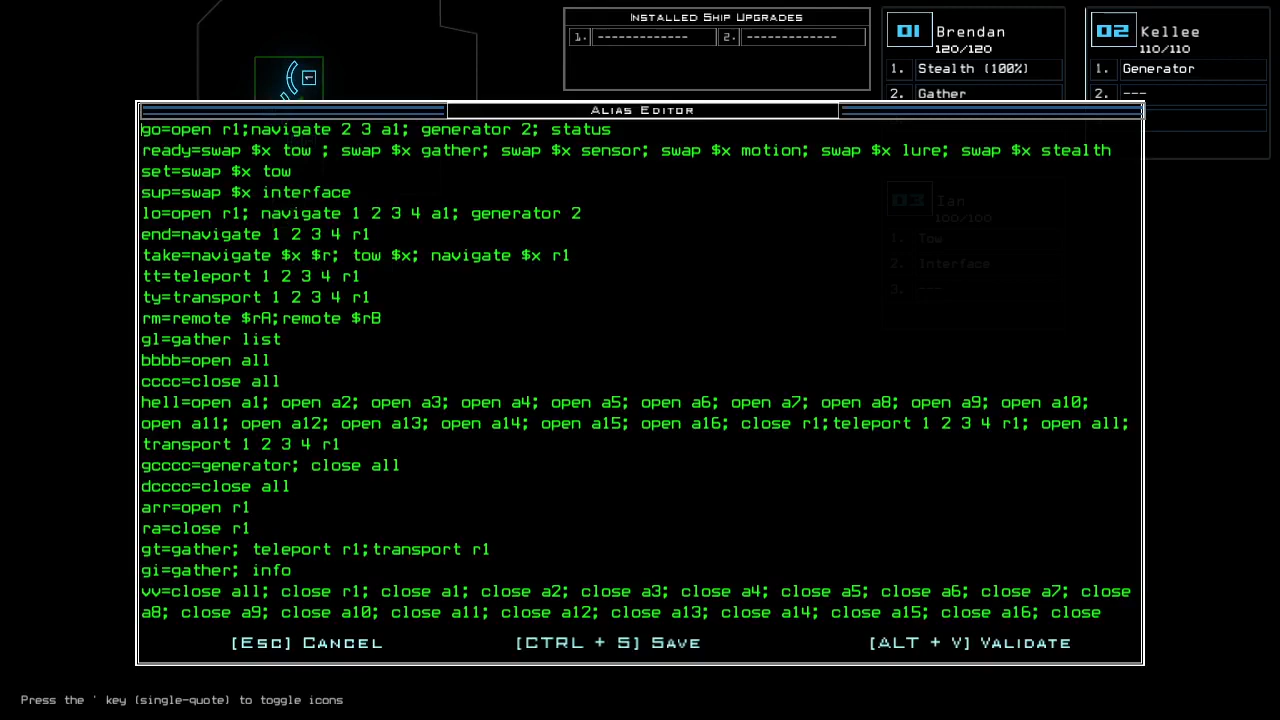 Installed Ship Upgrades
1. ------------- 2. -------------
01 Brendan
120/120
1. Stealth (100%)
2. Gather
02 Kellee
110/110
1. Generator
2. ---
Alias Editor
go=open r1;navigate 2 3 a1; generator 2; status
ready=swap $x tow ; swap $x gather; swap $x sensor; swap $x motion; swap $x lure; swap $x stealth
set=swap $x tow
sup=swap $x interface
lo=open r1; navigate 1 2 3 4 a1; generator 2
end=navigate 1 2 3 4 r1
take=navigate $x $r; tow $x; navigate $x r1
tt=teleport 1 2 3 4 r1
ty=transport 1 2 3 4 r1
rm=remote $rA;remote $rB
gl=gather list
bbbb=open all
cccc=close all
hell=open a1; open a2; open a3; open a4; open a5; open a6; open a7; open a8; open a9; open a10;
open a11; open a12; open a13; open a14; open a15; open a16; close r1;teleport 1 2 3 4 r1; open all;
transport 1 2 3 4 r1
gcccc=generator; close all
dcccc=close all
arr=open r1
ra=close r1
gt=gather; teleport r1;transport r1
gi=gather; info
vv=close all; close r1; close a1; close a2; close a3; close a4; close a5; close a6; close a7; close
a8; close a9; close a10; close a11; close a12; close a13; close a14; close a15; close a16; close
03 Ian
100/100
1. Tow
2. Interface
3. ---
[Esc] Cancel [CTRL + S] Save [ALT + V] Validate
Press the ' key (single-quote) to toggle icons